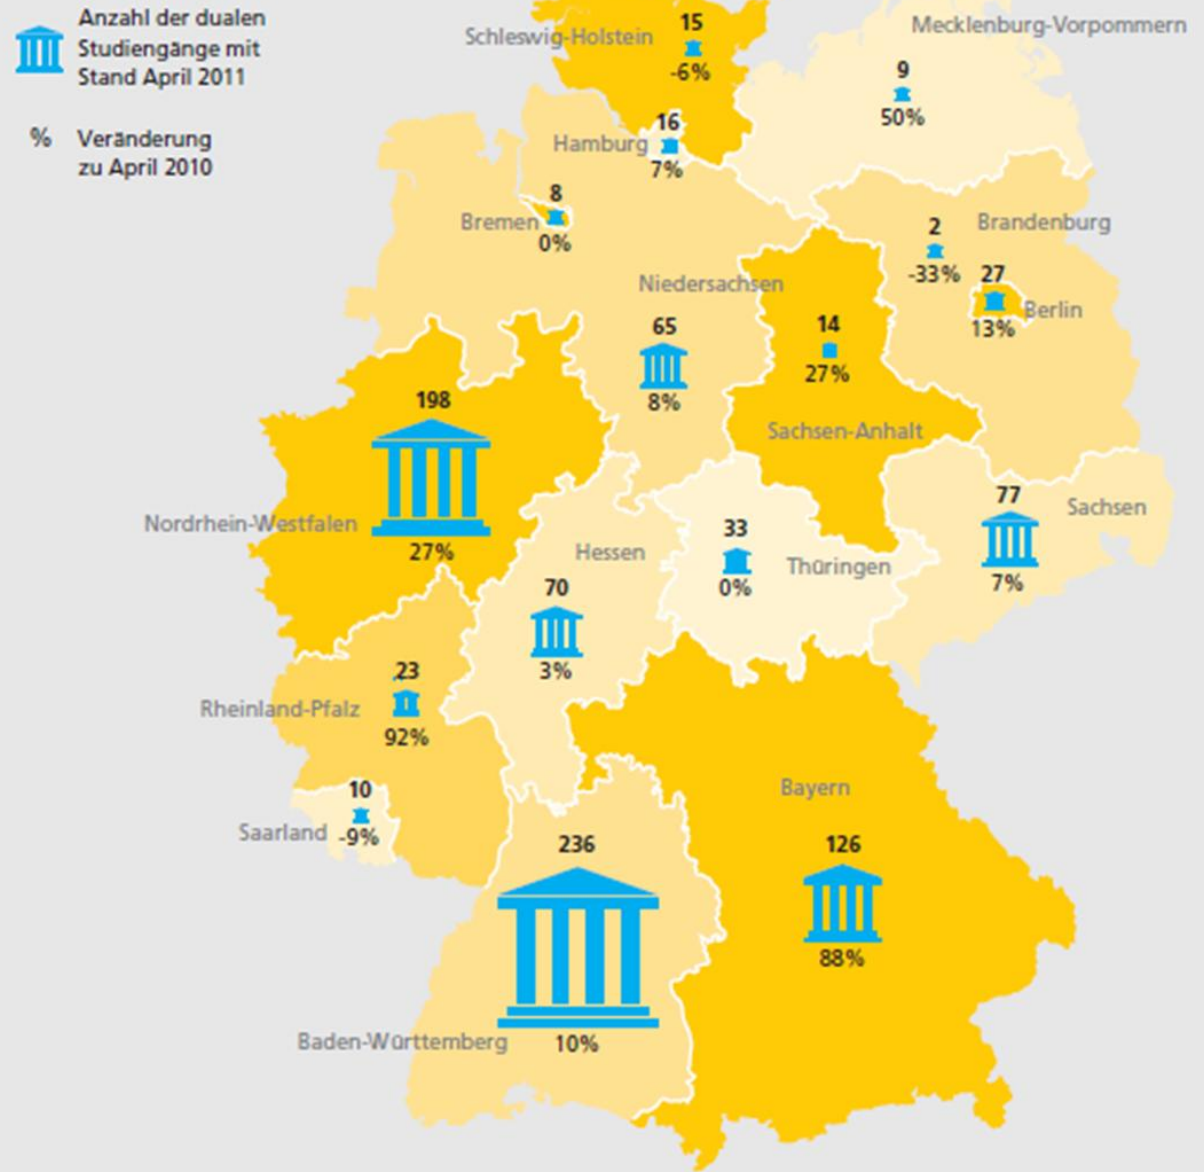 Anzahl der dualen
Studiengänge mit
Stand April 2011
% Veränderung
zu April 2010
Schleswig-Holstein
15
-6%
Mecklenburg-Vorpommern
9
50%
Hamburg
16
7%
Bremen
8
0%
Brandenburg
2
-33%
Berlin
27
13%
Niedersachsen
65
8%
14
27%
Sachsen-Anhalt
198
Nordrhein-Westfalen
27%
77
Sachsen
7%
Hessen
70
3%
33
Thüringen
0%
23
Rheinland-Pfalz
92%
10
Saarland
-9%
Bayern
126
88%
236
Baden-Württemberg
10%